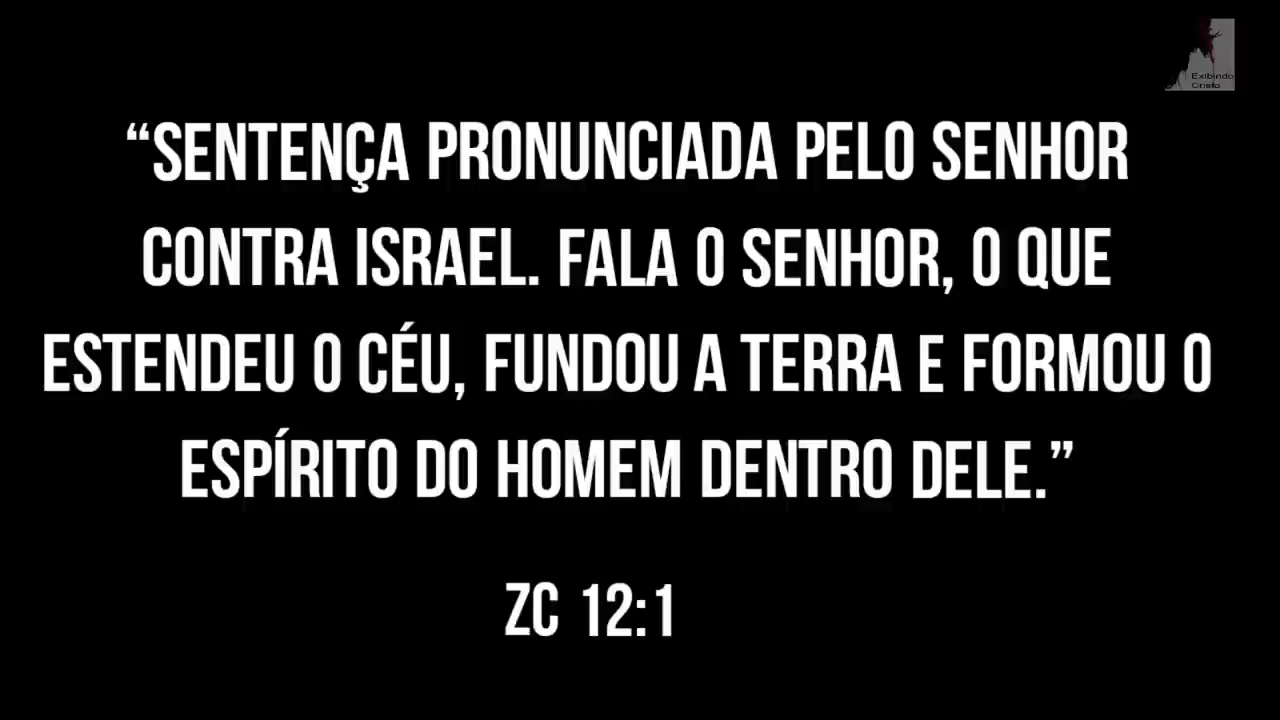 Exibindo
Cristo
“SENTENÇA PRONUNCIADA PELO SENHOR
CONTRA ISRAEL. FALA O SENHOR, O QUE
ESTENDEU O CÉU, FUNDOU A TERRA E FORMOU O
ESPÍRITO DO HOMEM DENTRO DELE.”
ZC 12:1